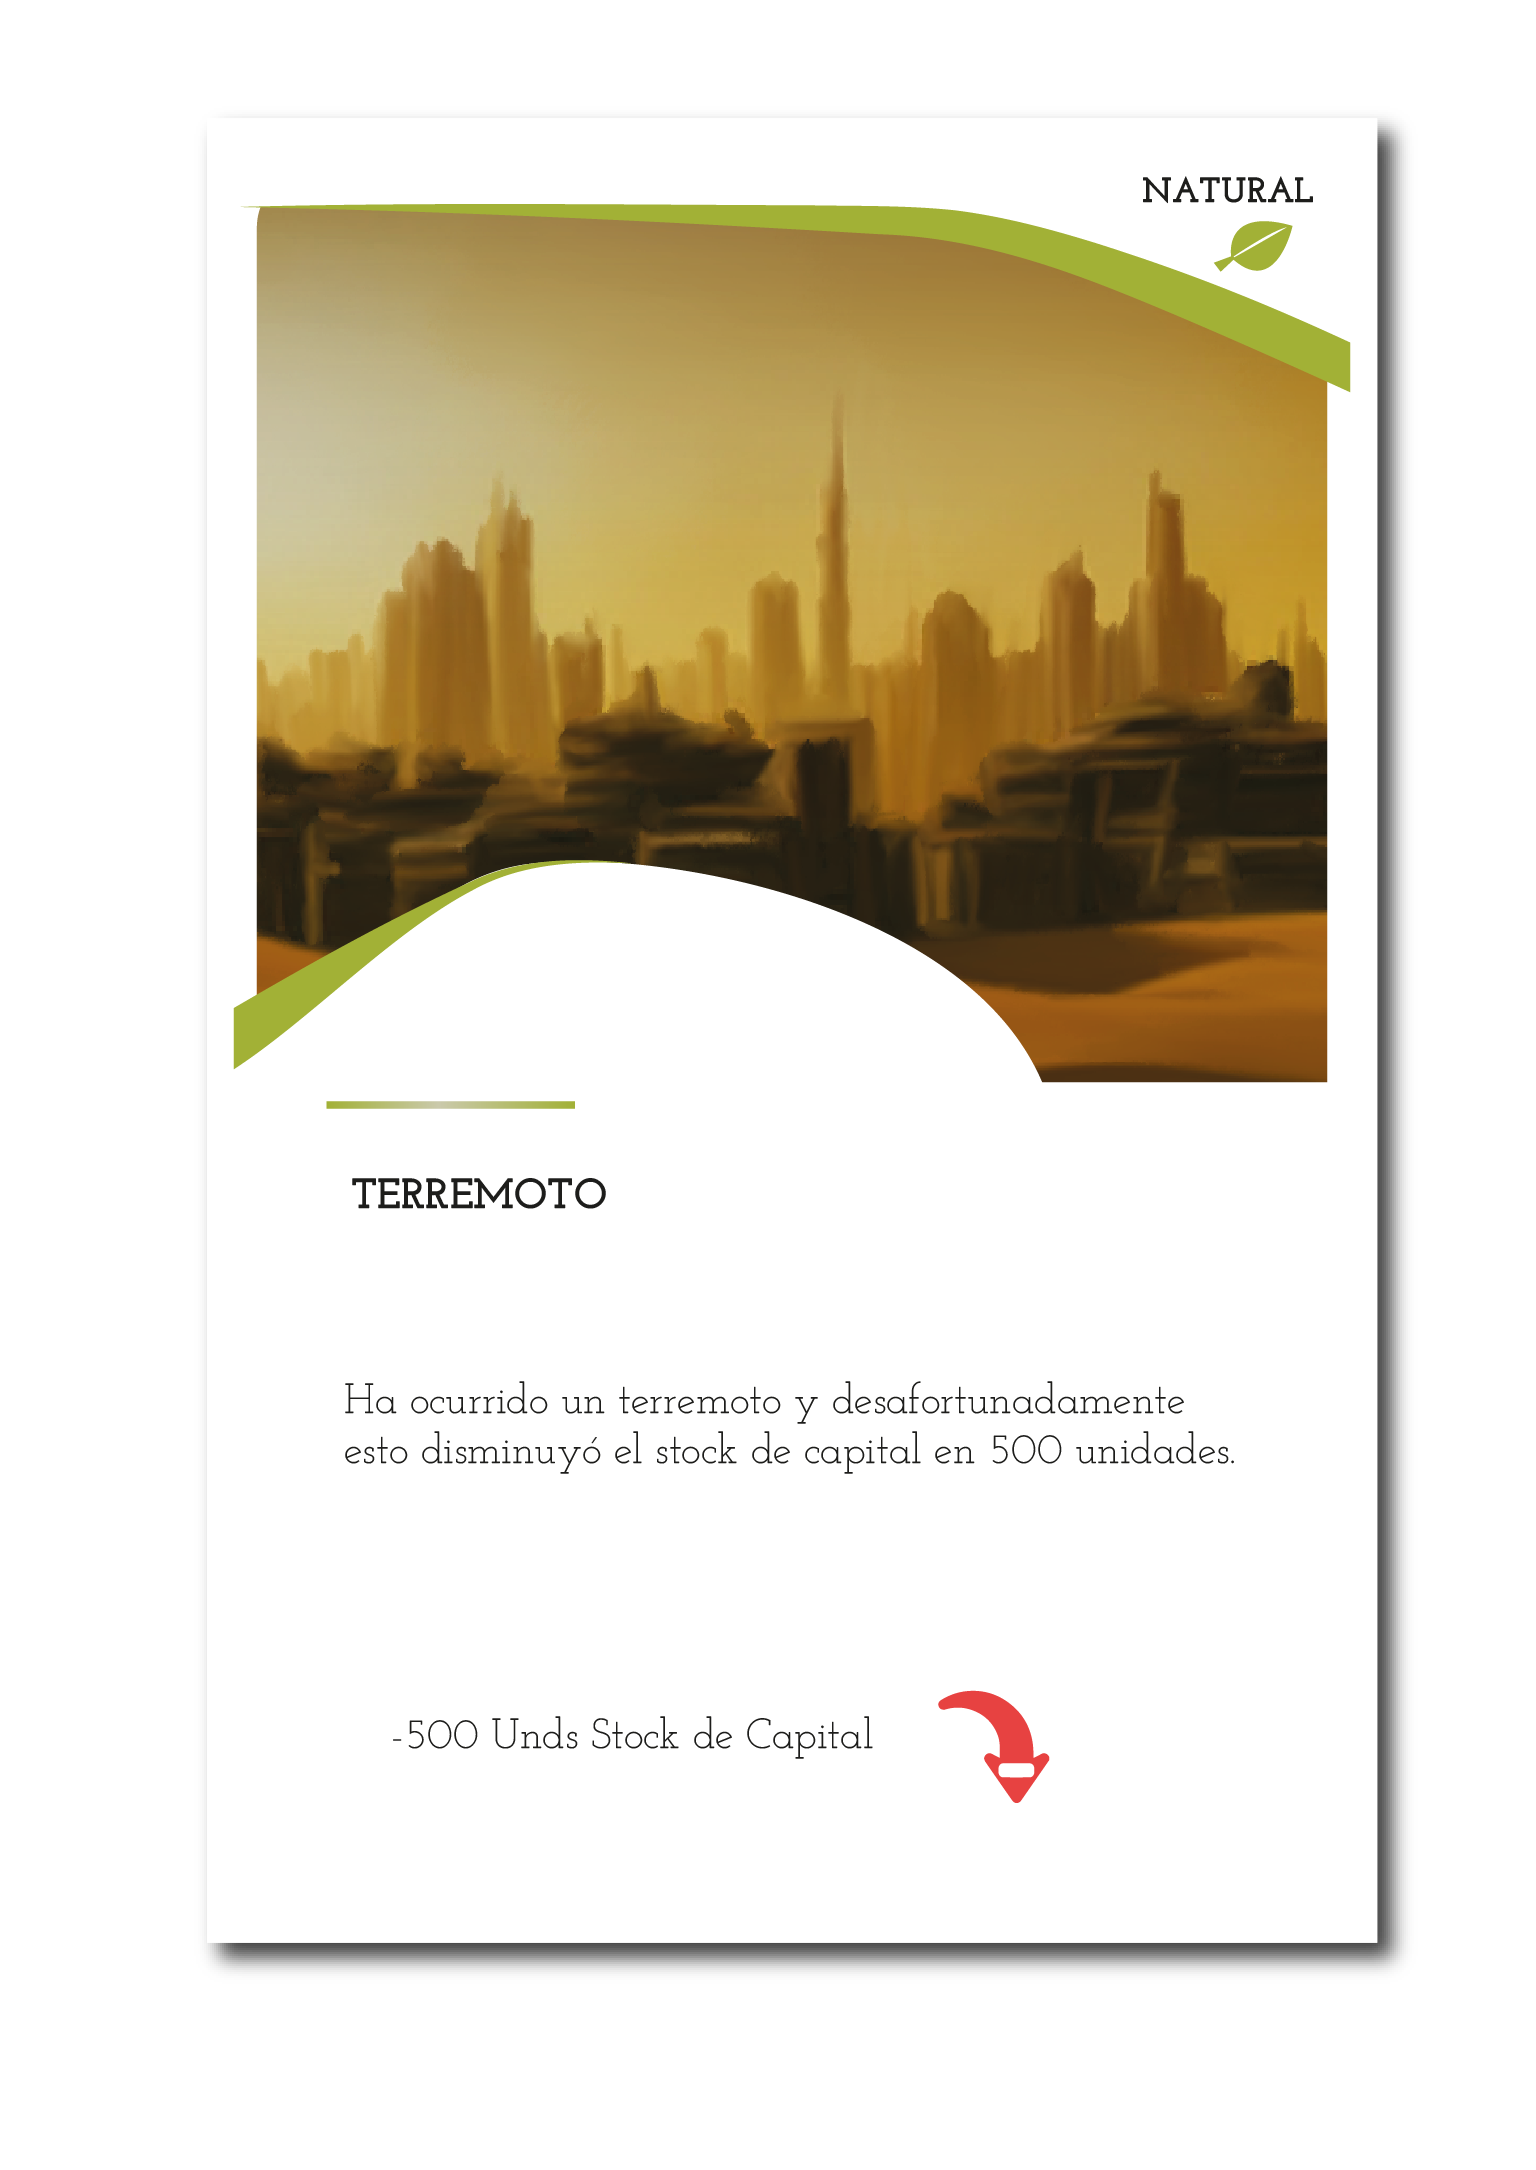 NATURAL
TERREMOTO
Ha ocurrido un terremoto y desafortunadamente
esto disminuyó el stock de capital en 500 unidades.
-500 Unds Stock de Capital